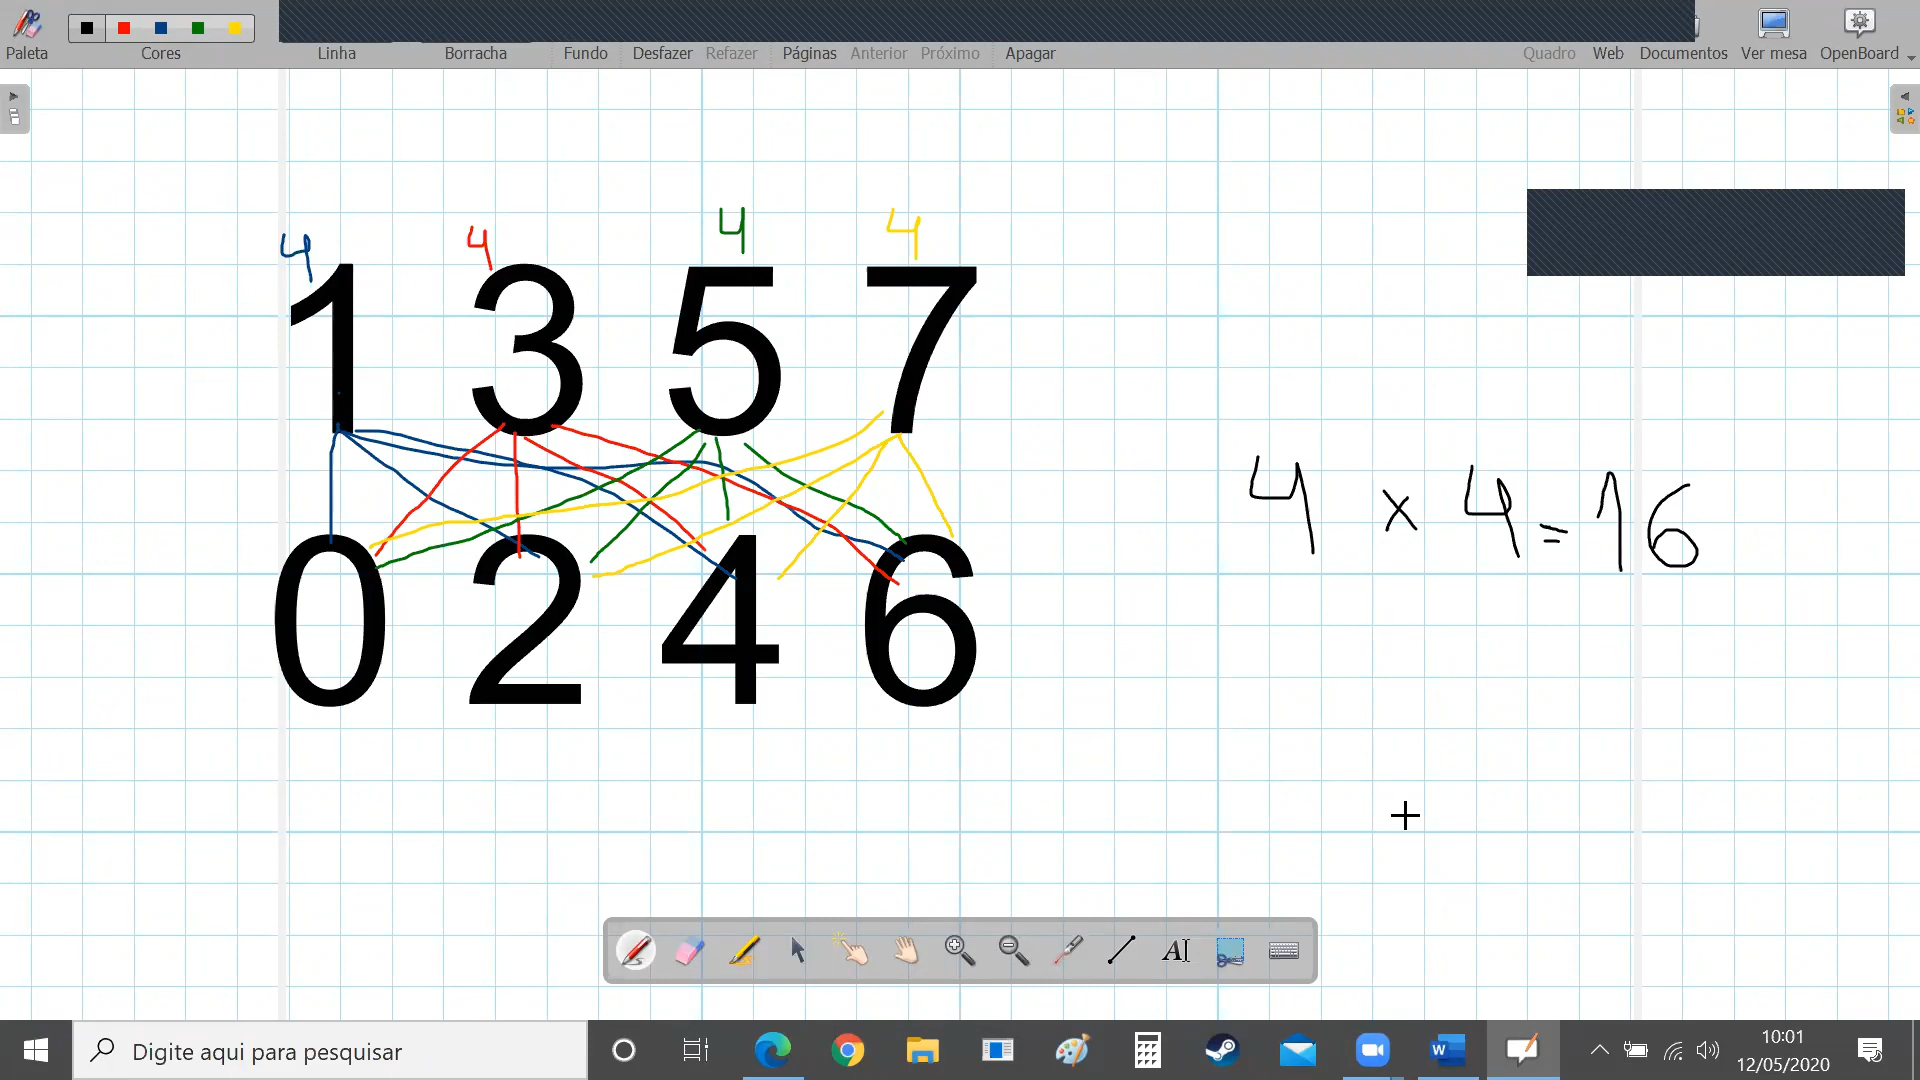 Paleta Cores Linha Borracha Fundo Desfazer Refazer Páginas Anterior Próximo Apagar Quadro Web Documentos Ver mesa OpenBoard
4 4 4 4
1 3 5 7
4 x 4 = 16
0 2 4 6
AI
Digite aqui para pesquisar
W
10:01
12/05/2020